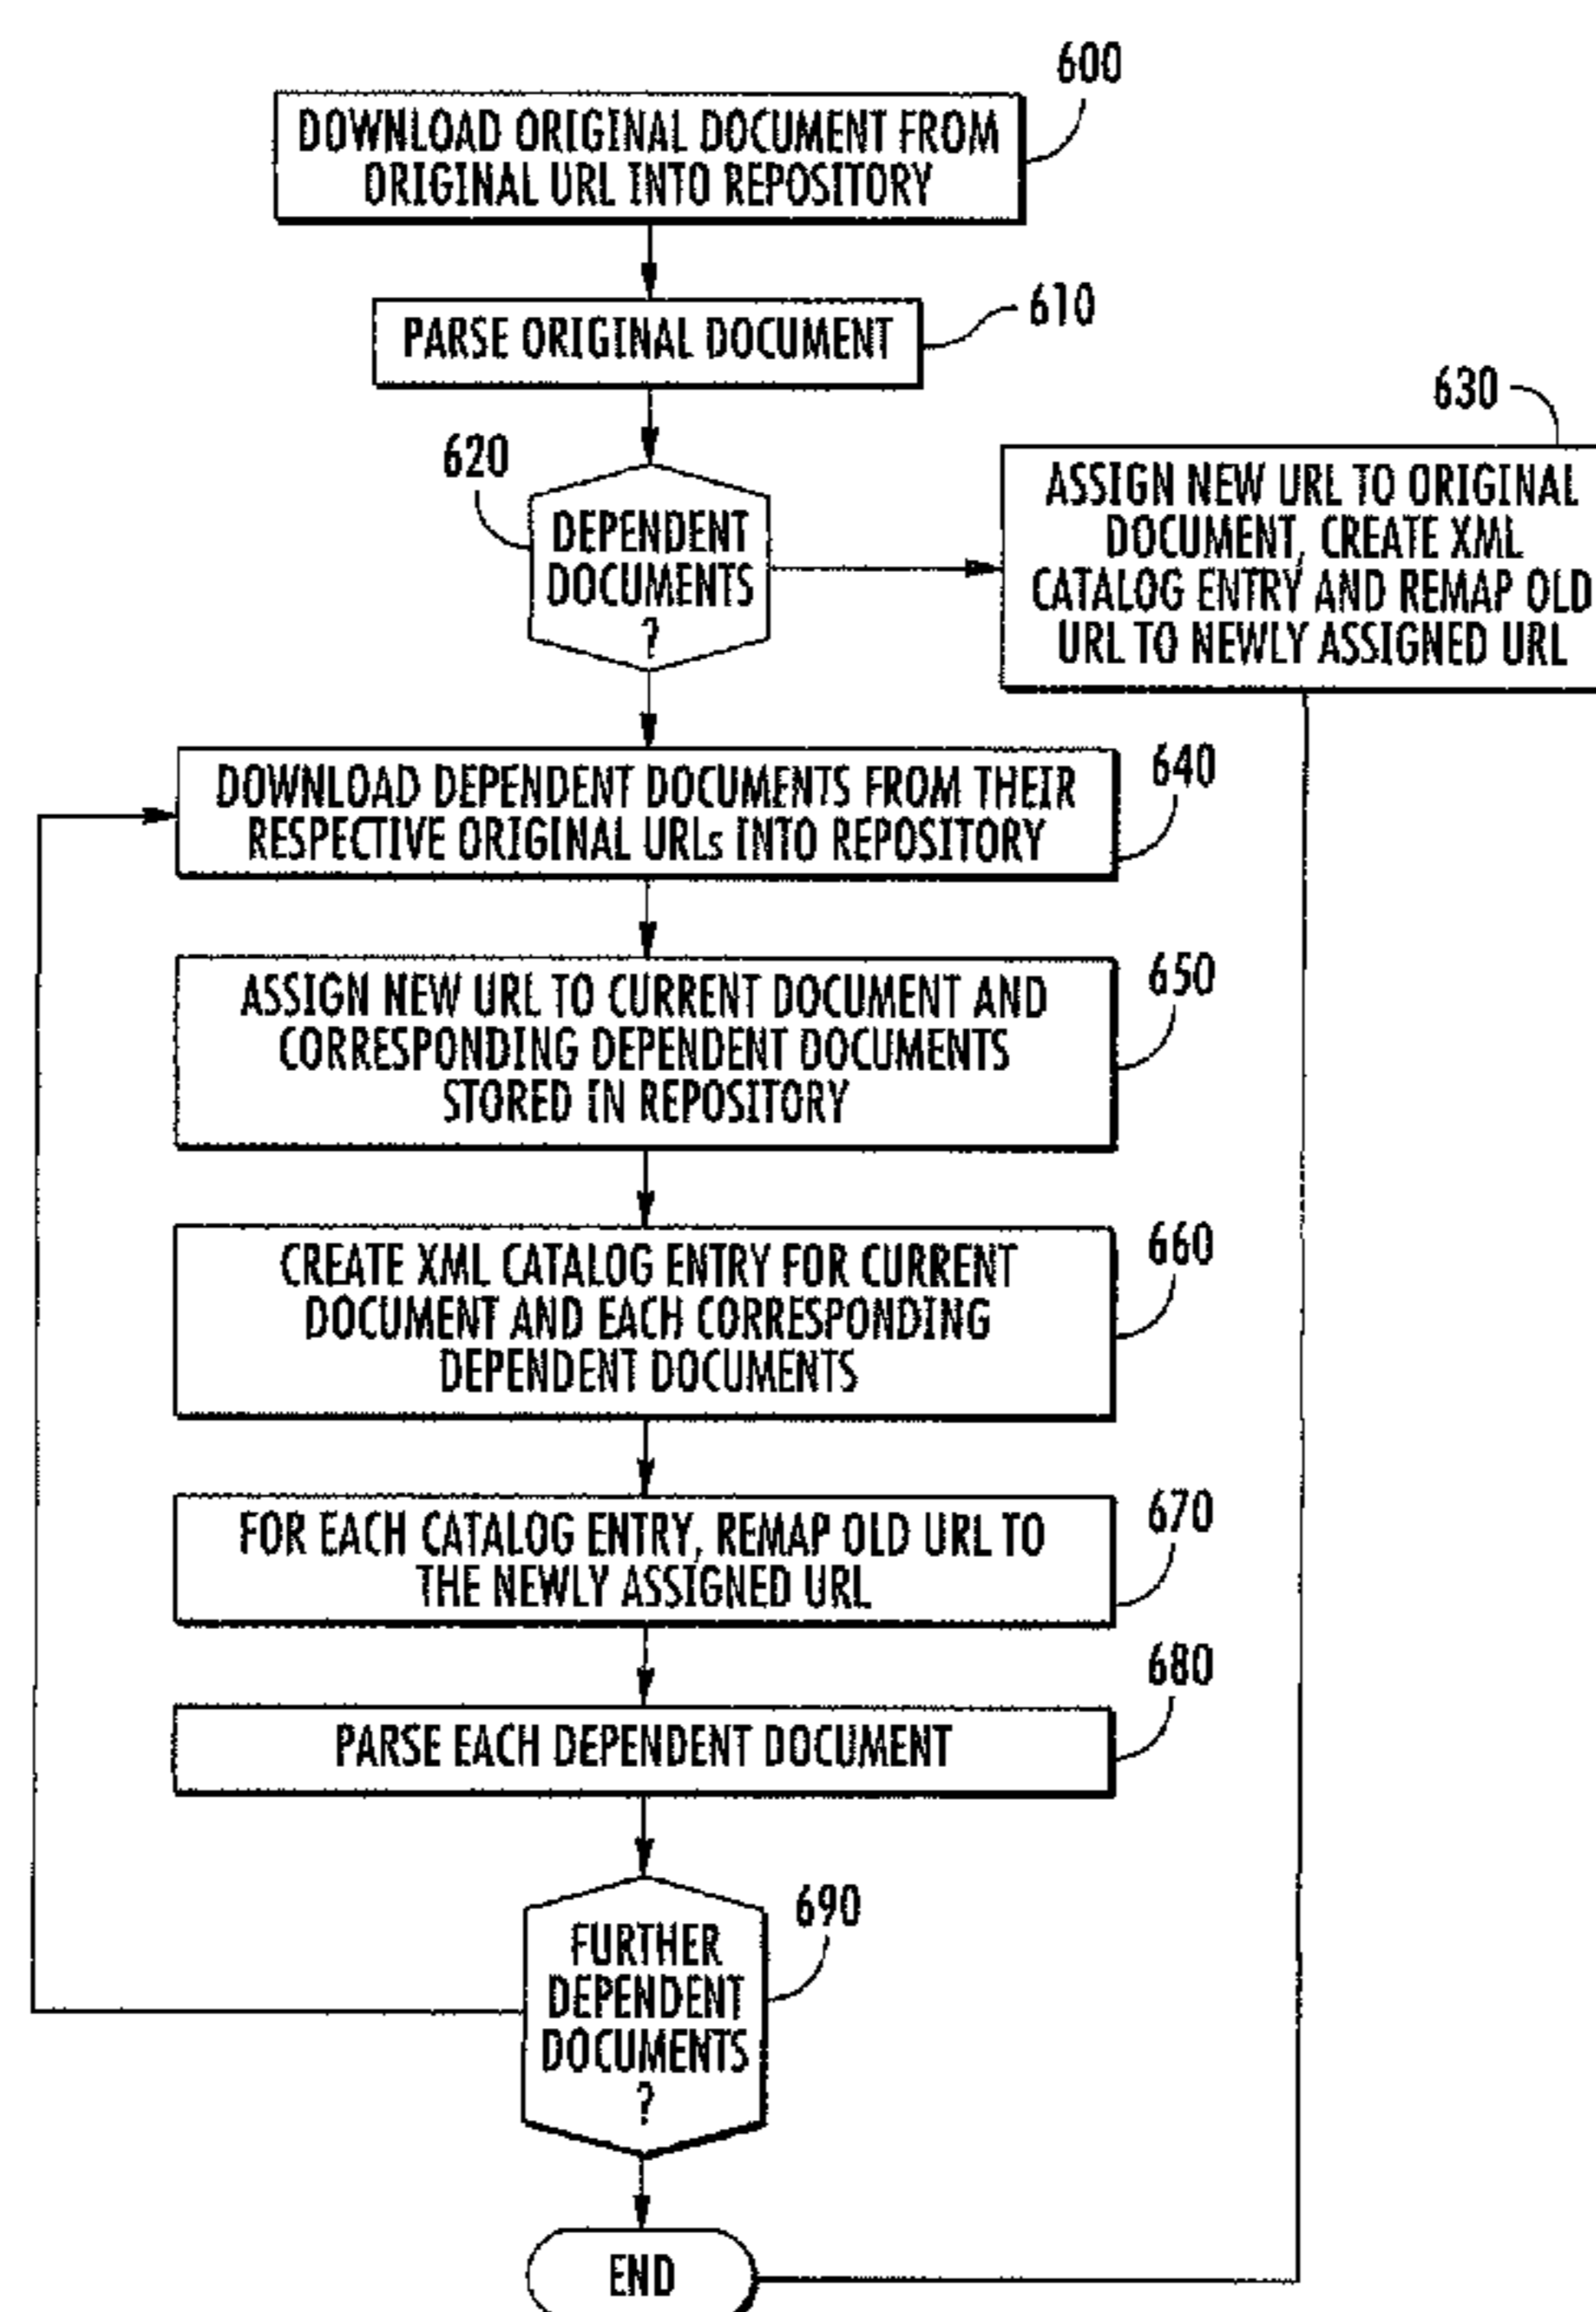 600
DOWNLOAD ORIGINAL DOCUMENT FROM
ORIGINAL URL INTO REPOSITORY
610
PARSE ORIGINAL DOCUMENT
620
DEPENDENT
DOCUMENTS
?
630
ASSIGN NEW URL TO ORIGINAL
DOCUMENT, CREATE XML
CATALOG ENTRY AND REMAP OLD
URL TO NEWLY ASSIGNED URL
640
DOWNLOAD DEPENDENT DOCUMENTS FROM THEIR
RESPECTIVE ORIGINAL URLs INTO REPOSITORY
650
ASSIGN NEW URL TO CURRENT DOCUMENT AND
CORRESPONDING DEPENDENT DOCUMENTS
STORED IN REPOSITORY
660
CREATE XML CATALOG ENTRY FOR CURRENT
DOCUMENT AND EACH CORRESPONDING
DEPENDENT DOCUMENTS
670
FOR EACH CATALOG ENTRY, REMAP OLD URL TO
THE NEWLY ASSIGNED URL
680
PARSE EACH DEPENDENT DOCUMENT
690
FURTHER
DEPENDENT
DOCUMENTS
?
END